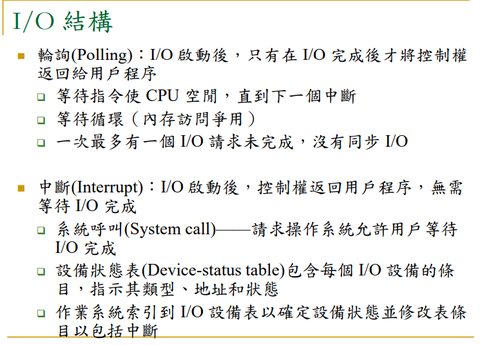 I/O 結構
輪詢(Polling)：I/O 啟動後，只有在 I/O 完成後才將控制權
返回給用戶程序
等待指令使 CPU 空閒，直到下一個中斷
等待循環（內存訪問爭用）
一次最多有一個 I/O 請求未完成，沒有同步 I/O
中斷(Interrupt)：I/O 啟動後，控制權返回用戶程序，無需
等待 I/O 完成
系統呼叫(System call)——請求操作系統允許用戶等待
I/O 完成
設備狀態表(Device-status table)包含每個 I/O 設備的條
目，指示其類型、地址和狀態
作業系統索引到 I/O 設備表以確定設備狀態並修改表條
目以包括中斷